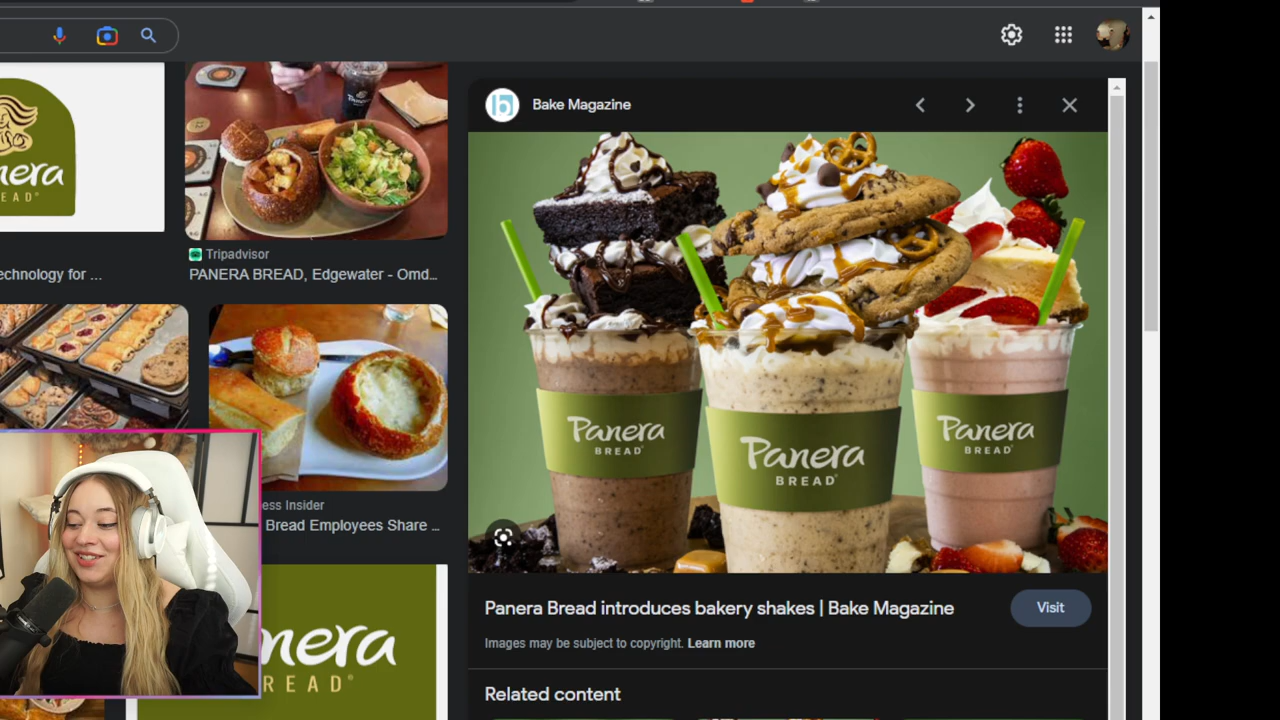 Bake Magazine
nera
EAD®
Tripadvisor
echnology for ...
PANERA BREAD, Edgewater - Omd...
Panera
BREAD®
Panera
BREAD®
Panera
BREAD®
ess Insider
Bread Employees Share ...
Panera Bread introduces bakery shakes | Bake Magazine
Visit
Images may be subject to copyright. Learn more
nera
READ®
Related content